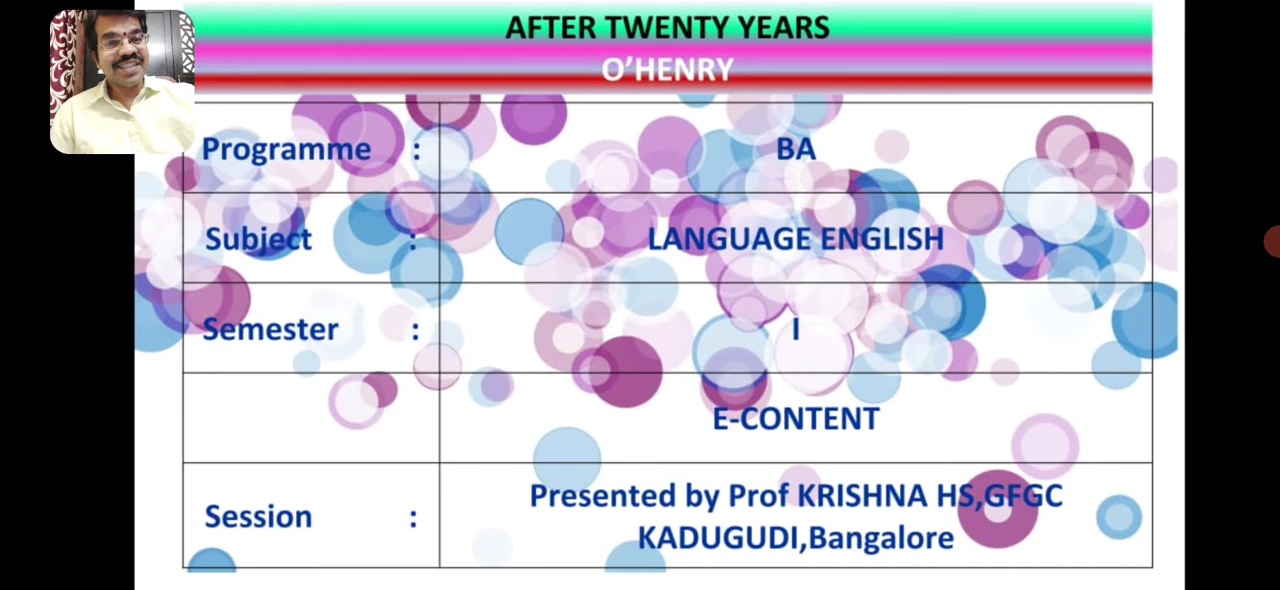 AFTER TWENTY YEARS
O'HENRY
Programme :
BA
Subject :
LANGUAGE ENGLISH
Semester :
I
E-CONTENT
Session :
Presented by Prof KRISHNA HS,GFGC
KADUGUDI,Bangalore